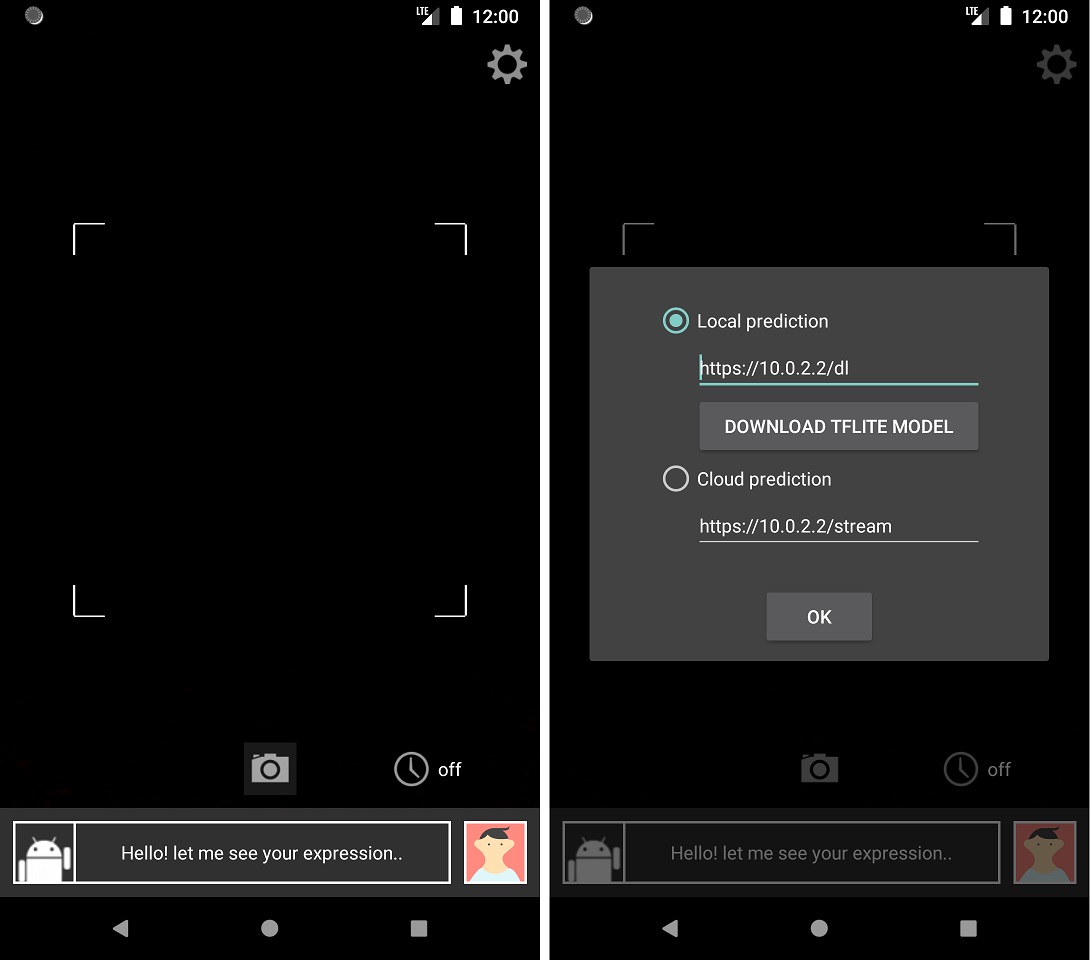 LTE 12:00
off
Hello! let me see your expression..
LTE 12:00
Local prediction
https://10.0.2.2/dl
DOWNLOAD TFLITE MODEL
Cloud prediction
https://10.0.2.2/stream
OK
off
Hello! let me see your expression..